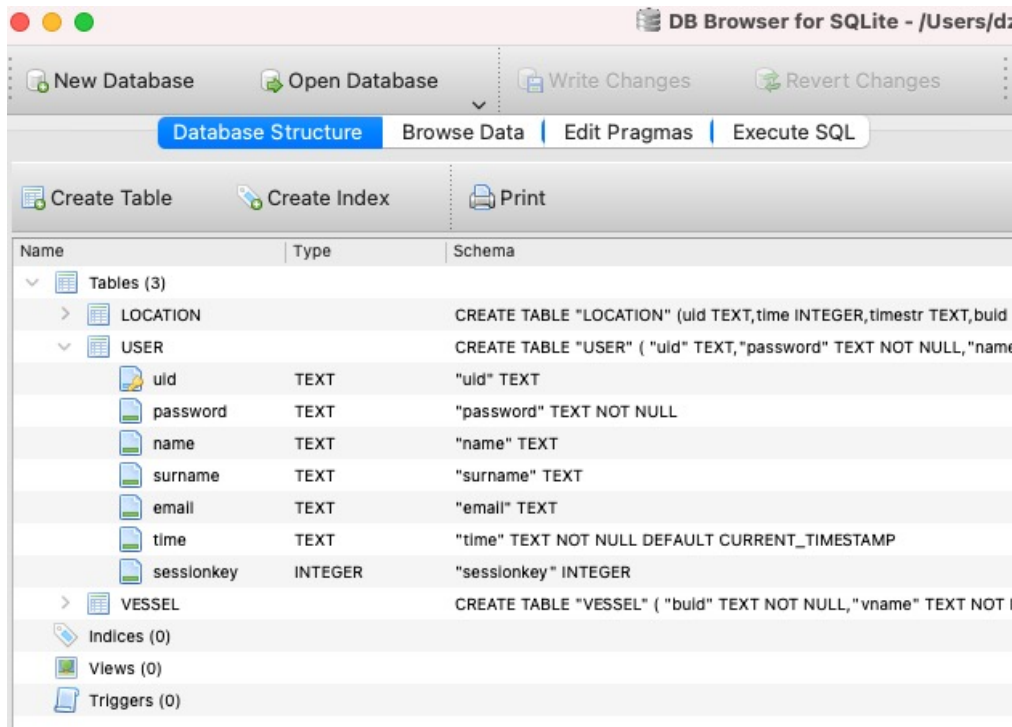 DB Browser for SQLite - /Users/dz
New Database Open Database Write Changes Revert Changes
Database Structure Browse Data Edit Pragmas Execute SQL
Create Table Create Index Print
Name Type Schema
Tables (3)
LOCATION CREATE TABLE "LOCATION" (uid TEXT,time INTEGER,timestr TEXT,buid
USER CREATE TABLE "USER" ( "uid" TEXT,"password" TEXT NOT NULL,"name
uid TEXT "uid" TEXT
password TEXT "password" TEXT NOT NULL
name TEXT "name" TEXT
surname TEXT "surname" TEXT
email TEXT "email" TEXT
time TEXT "time" TEXT NOT NULL DEFAULT CURRENT_TIMESTAMP
sessionkey INTEGER "sessionkey" INTEGER
VESSEL CREATE TABLE "VESSEL" ( "buid" TEXT NOT NULL,"vname" TEXT NOT
Indices (0)
Views (0)
Triggers (0)